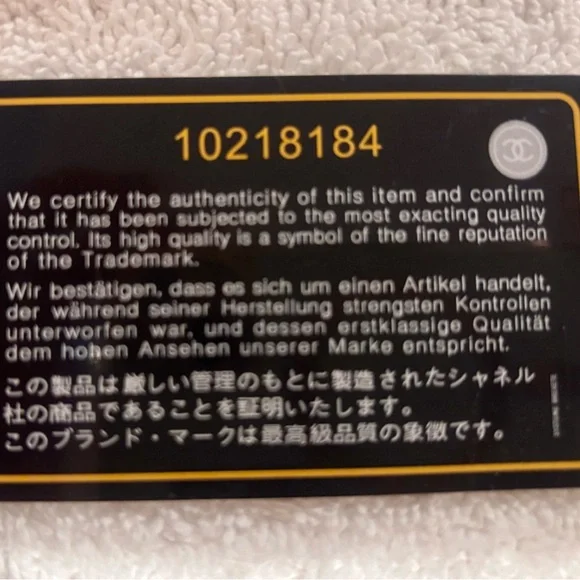 10218184
We certify the authenticity of this item and confirm
that it has been subjected to the most exacting quality
control. Its high quality is a symbol of the fine reputation
of the Trademark.
Wir bestätigen, dass es sich um einen Artikel handelt,
der während seiner Herstellung strengsten Kontrollen
unterworfen war, und dessen erstklassige Qualität
dem hohen Ansehen unserer Marke entspricht.
この製品は厳しい管理のもとに製造されたシャネル
社の商品であることを証明いたします。
このブランド・マークは最高級品質の象徴です。